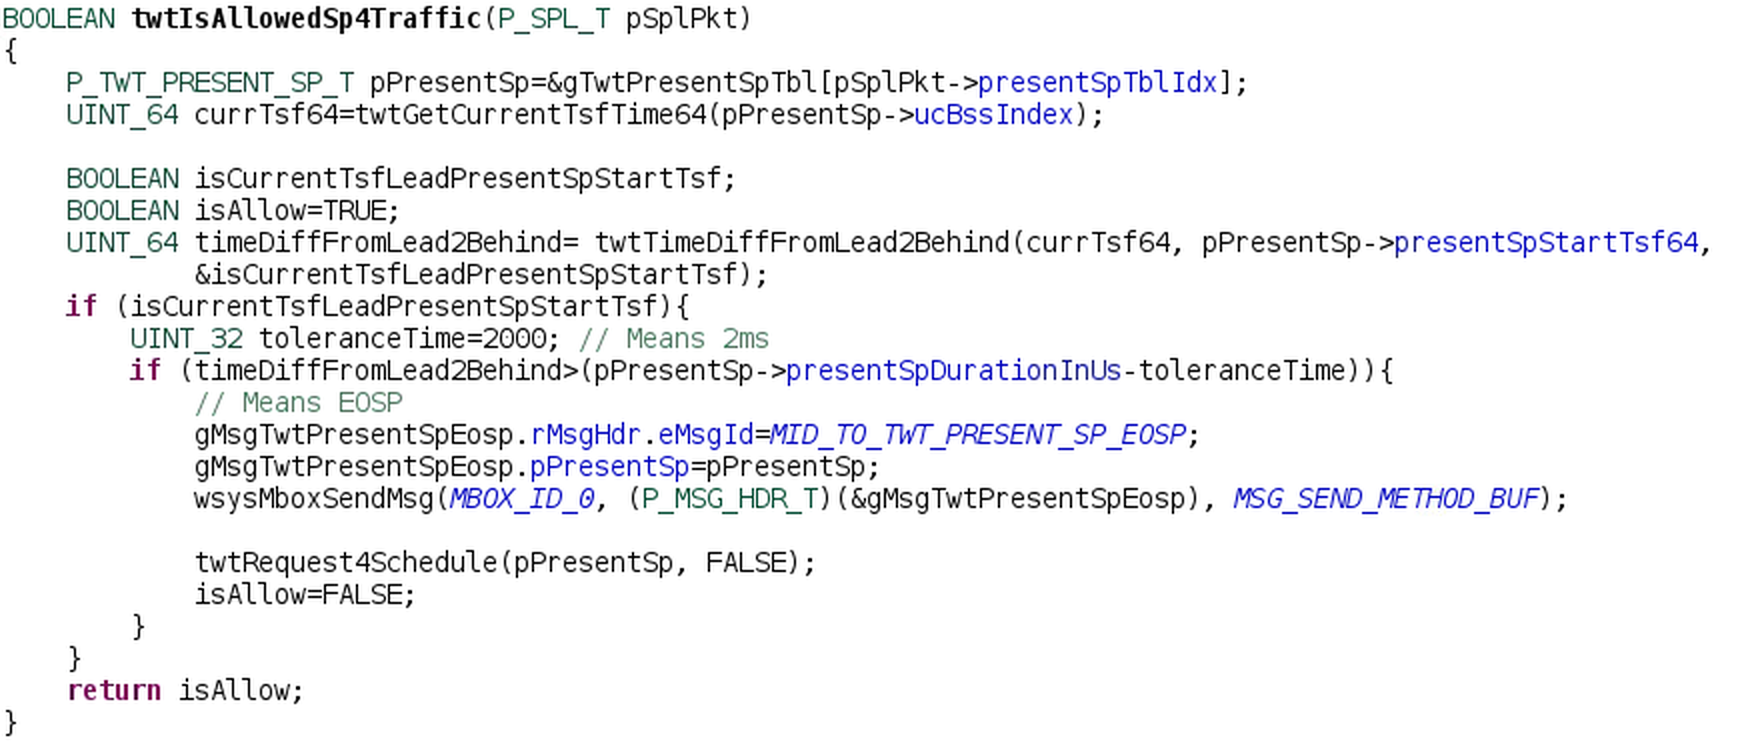 BOOLEAN twtIsAllowedSp4Traffic(P_SPL_T pSplPkt)
{
    P_TWT_PRESENT_SP_T pPresentSp=&gTwtPresentSpTbl[pSplPkt->presentSpTblIdx];
    UINT_64 currTsf64=twtGetCurrentTsfTime64(pPresentSp->ucBssIndex);

    BOOLEAN isCurrentTsfLeadPresentSpStartTsf;
    BOOLEAN isAllow=TRUE;
    UINT_64 timeDiffFromLead2Behind= twtTimeDiffFromLead2Behind(currTsf64, pPresentSp->presentSpStartTsf64,
            &isCurrentTsfLeadPresentSpStartTsf);
    if (isCurrentTsfLeadPresentSpStartTsf){
        UINT_32 toleranceTime=2000; // Means 2ms
        if (timeDiffFromLead2Behind>(pPresentSp->presentSpDurationInUs-toleranceTime)){
            // Means EOSP
            gMsgTwtPresentSpEosp.rMsgHdr.eMsgId=MID_TO_TWT_PRESENT_SP_EOSP;
            gMsgTwtPresentSpEosp.pPresentSp=pPresentSp;
            wsysMboxSendMsg(MBOX_ID_0, (P_MSG_HDR_T)(&gMsgTwtPresentSpEosp), MSG_SEND_METHOD_BUF);

            twtRequest4Schedule(pPresentSp, FALSE);
            isAllow=FALSE;
        }
    }
    return isAllow;
}